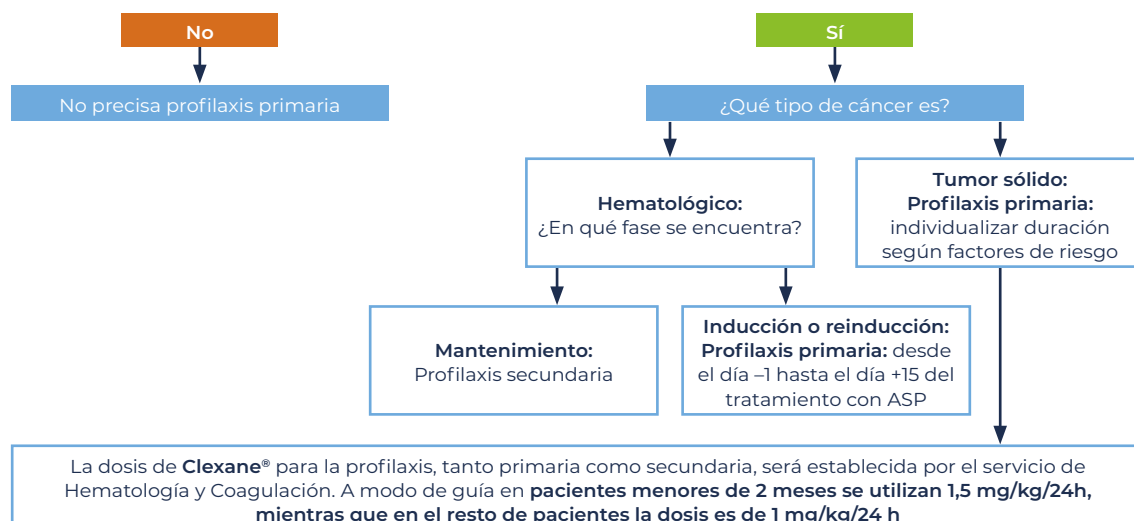 No
Sí
No precisa profilaxis primaria
¿Qué tipo de cáncer es?
Hematológico:
¿En qué fase se encuentra?
Tumor sólido:
Profilaxis primaria:
individualizar duración
según factores de riesgo
Mantenimiento:
Profilaxis secundaria
Inducción o reinducción:
Profilaxis primaria: desde
el día –1 hasta el día +15 del
tratamiento con ASP
La dosis de Clexane® para la profilaxis, tanto primaria como secundaria, será establecida por el servicio de
Hematología y Coagulación. A modo de guía en pacientes menores de 2 meses se utilizan 1,5 mg/kg/24h,
mientras que en el resto de pacientes la dosis es de 1 mg/kg/24 h